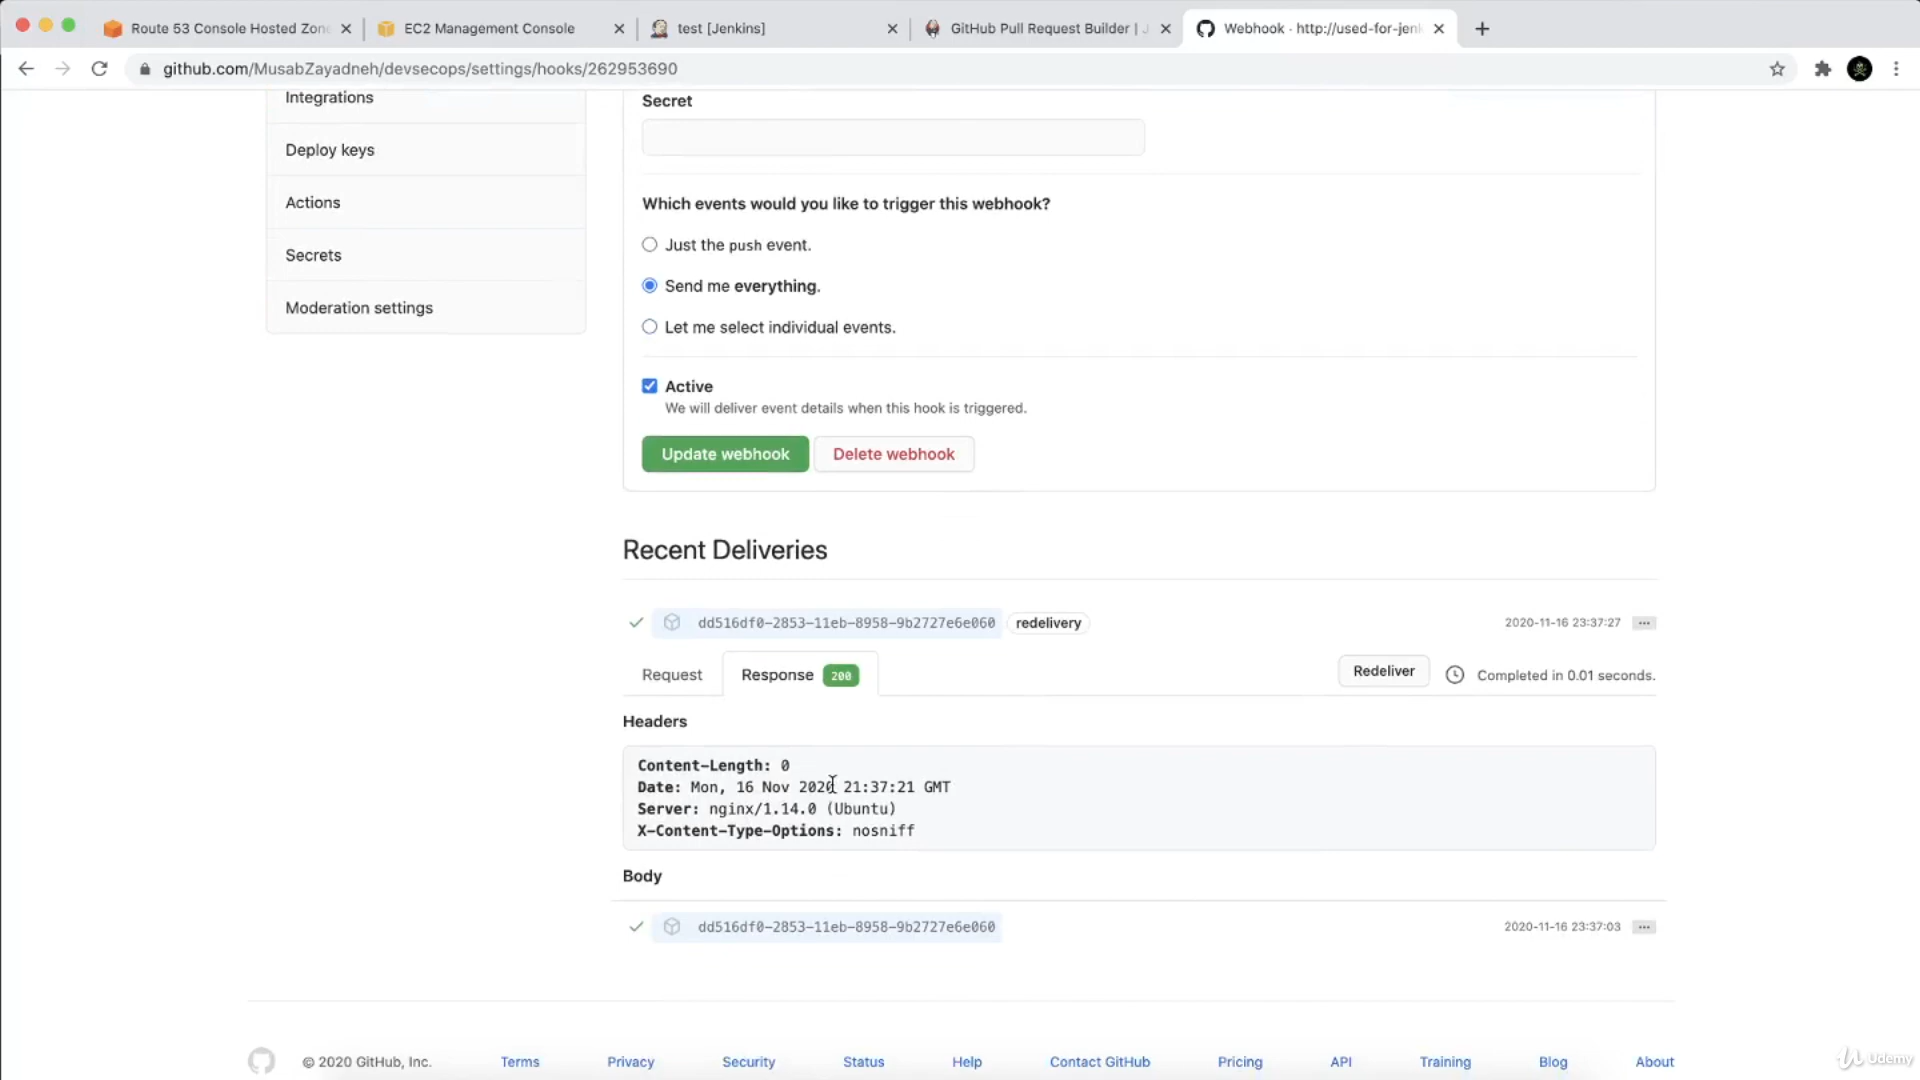 Route 53 Console Hosted Zon
EC2 Management Console
test [Jenkins]
GitHub Pull Request Builder | J
Webhook · http://used-for-jenk
github.com/MusabZayadneh/devsecops/settings/hooks/262953690
Integrations
Deploy keys
Actions
Secrets
Moderation settings
Secret
Which events would you like to trigger this webhook?
Just the push event.
Send me everything.
Let me select individual events.
Active
We will deliver event details when this hook is triggered.
Update webhook
Delete webhook
Recent Deliveries
dd516df0-2853-11eb-8958-9b2727e6e060 redelivery 2020-11-16 23:37:27
Request Response 200 Redeliver Completed in 0.01 seconds.
Headers
Content-Length: 0
Date: Mon, 16 Nov 2020 21:37:21 GMT
Server: nginx/1.14.0 (Ubuntu)
X-Content-Type-Options: nosniff
Body
dd516df0-2853-11eb-8958-9b2727e6e060 2020-11-16 23:37:03
© 2020 GitHub, Inc. Terms Privacy Security Status Help Contact GitHub Pricing API Training Blog About
Udemy